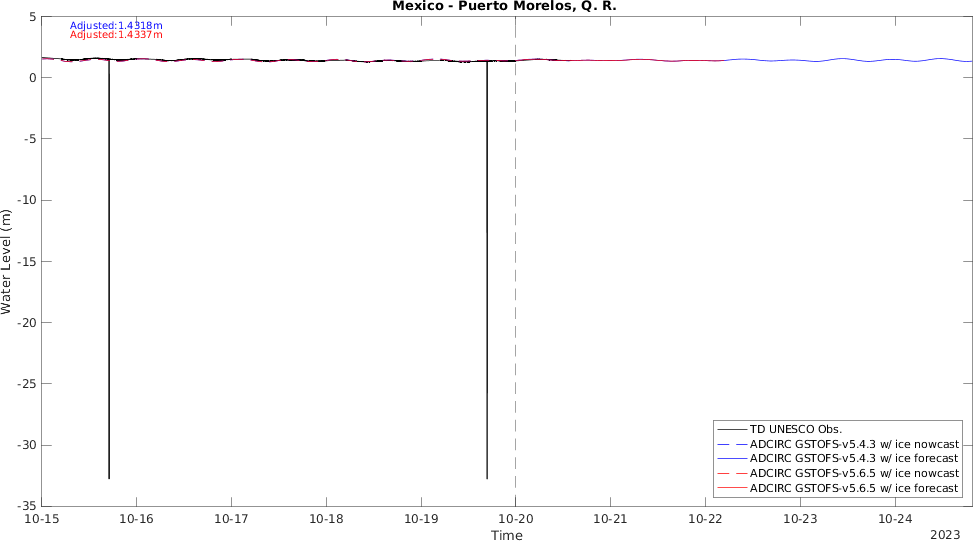 Mexico - Puerto Morelos, Q. R.
Adjusted:1.4318m
Adjusted:1.4337m
5
0
-5
-10
-15
-20
-25
-30
-35
Water Level (m)
TD UNESCO Obs.
ADCIRC GSTOFS-v5.4.3 w/ ice nowcast
ADCIRC GSTOFS-v5.4.3 w/ ice forecast
ADCIRC GSTOFS-v5.6.5 w/ ice nowcast
ADCIRC GSTOFS-v5.6.5 w/ ice forecast
10-15 10-16 10-17 10-18 10-19 10-20 10-21 10-22 10-23 10-24
Time
2023